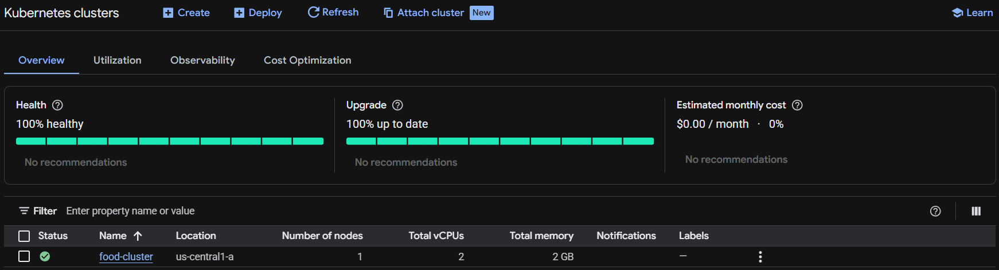 Kubernetes clusters Create Deploy Refresh Attach cluster New Learn
Overview Utilization Observability Cost Optimization
Health Upgrade Estimated monthly cost
100% healthy 100% up to date $0.00 / month · 0%
No recommendations No recommendations No recommendations
Filter Enter property name or value
Status Name Location Number of nodes Total vCPUs Total memory Notifications Labels
food-cluster us-central1-a 1 2 2 GB —